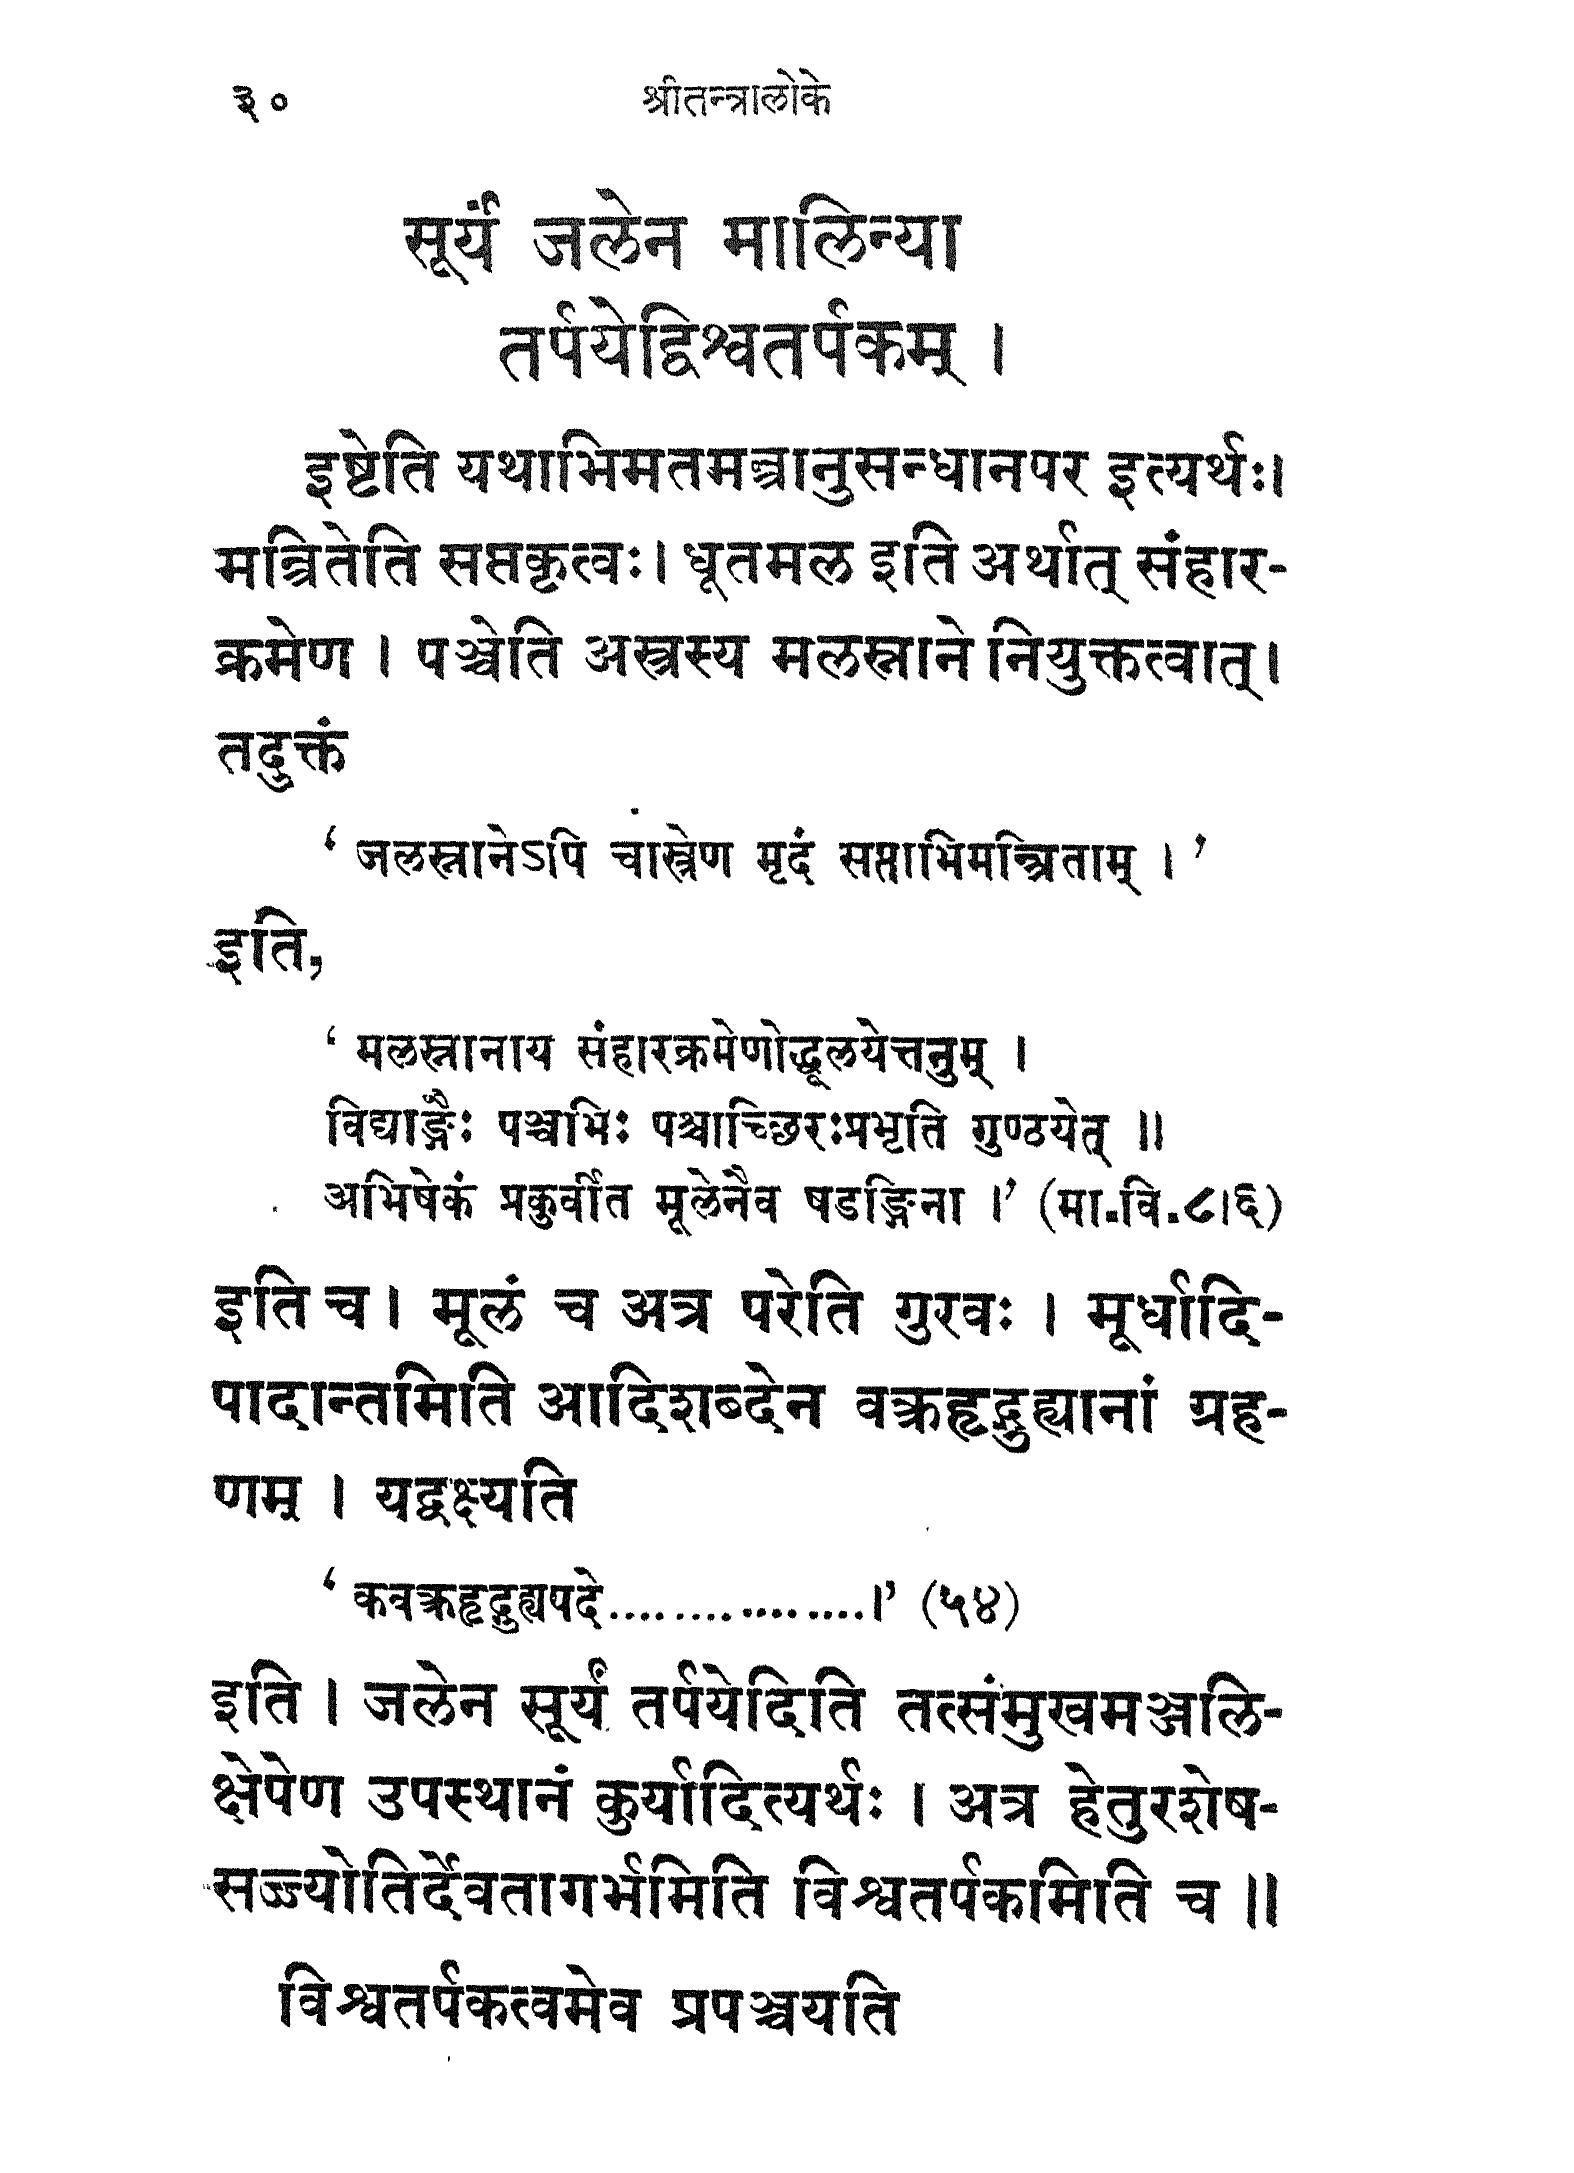 ३० श्रीतन्त्रालोके
सूर्यं जलेन मालिन्या
तर्पयेद्विश्वतर्पकम् ।
इष्टेति यथाभिमतमन्त्रानुसन्धानपर इत्यर्थः।
मन्त्रितेति सप्तकृत्वः। धूतमल इति अर्थात् संहार-
क्रमेण । पञ्चेति अस्त्रस्य मलस्नाने नियुक्तत्वात्।
तदुक्तं
‘ जलस्नानेऽपि चास्त्रेण मृदं सप्ताभिमन्त्रिताम् । ’
इति,
‘ मलस्नानाय संहारक्रमेणोद्धूलयेत्तनुम् ।
विद्याङ्गैः पञ्चभिः पश्चाच्छिरःप्रभृति गुण्ठयेत् ॥
अभिषेकं प्रकुर्वीत मूलेनैव षडङ्गिना ।’ (मा.वि.८।६)
इति च। मूलं च अत्र परेति गुरवः । मूर्धादि-
पादान्तमिति आदिशब्देन वक्त्रहृद्गुह्यानां ग्रह-
णम् । यद्वक्ष्यति
‘ कवक्त्रहृद्गुह्यपदे................।’ (५४)
इति । जलेन सूर्यं तर्पयेदिति तत्संमुखमञ्जलि-
क्षेपेण उपस्थानं कुर्यादित्यर्थः । अत्र हेतुरशेष-
सज्ज्योतिर्देवतागर्भमिति विश्वतर्पकमिति च ॥
विश्वतर्पकत्वमेव प्रपञ्चयति